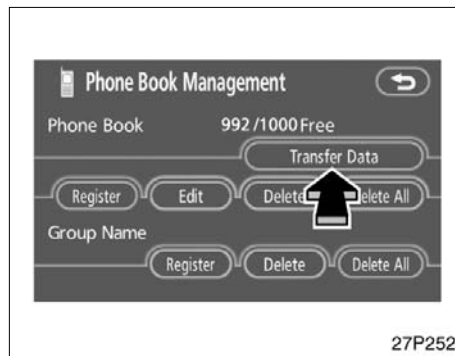 Phone Book Management
Phone Book 992/1000 Free
Transfer Data
Register Edit Delete Delete All
Group Name
Register Delete Delete All
27P252